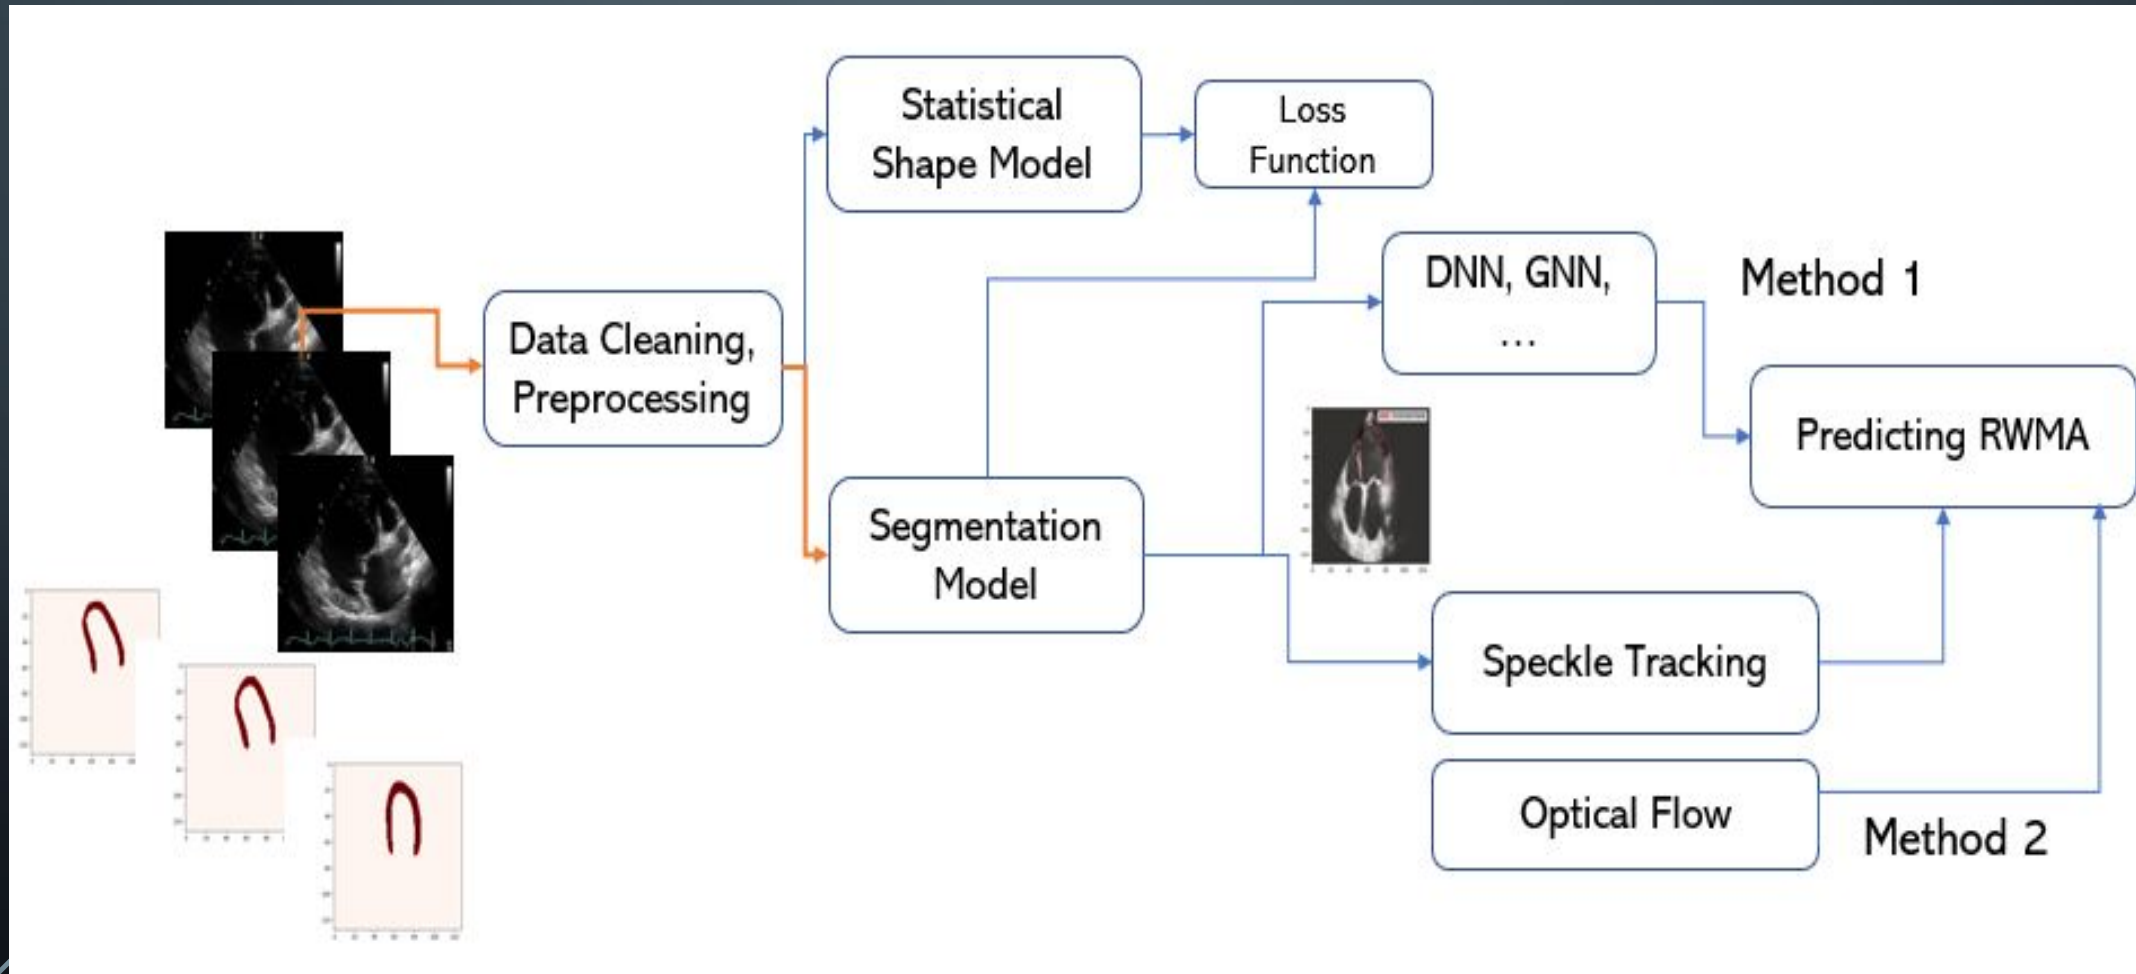 Statistical
Shape Model
Loss
Function
DNN, GNN,
...
Method 1
Data Cleaning,
Preprocessing
Predicting RWMA
Segmentation
Model
Speckle Tracking
Optical Flow
Method 2